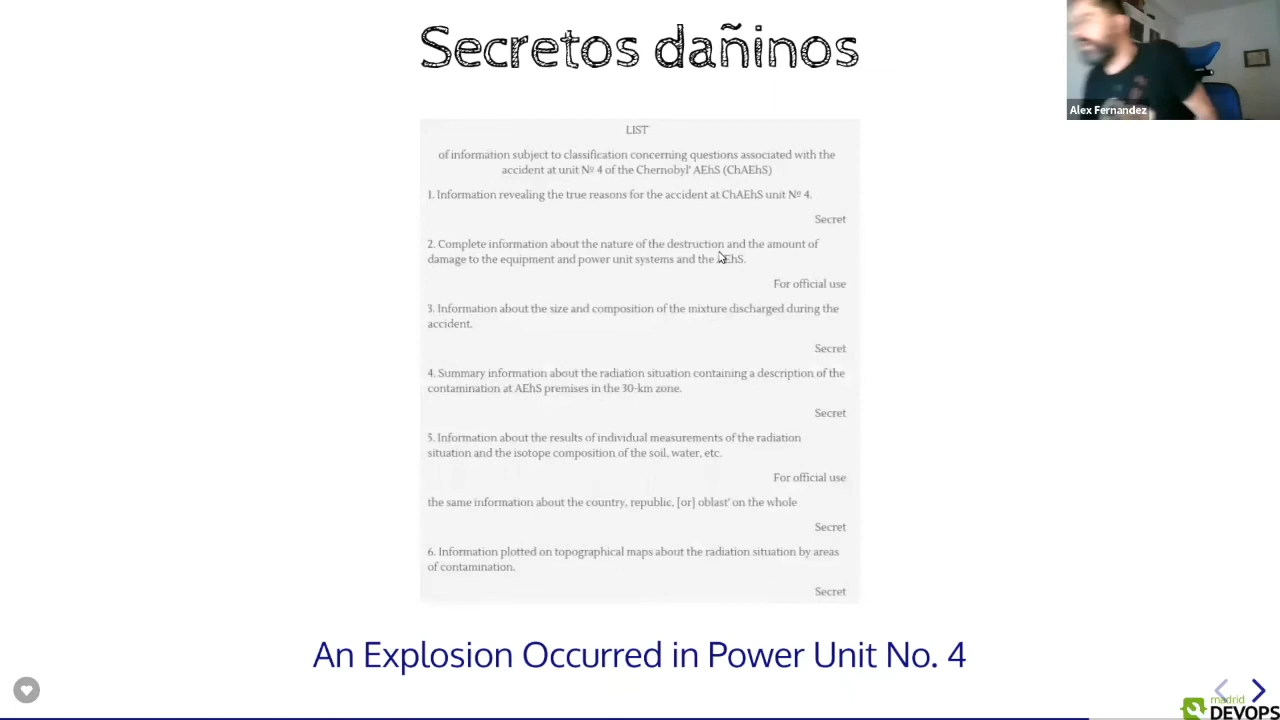 Secretos dañinos
Alex Fernandez
LIST
of information subject to classification concerning questions associated with the
accident at unit Nº 4 of the Chernobyl' AEhS (ChAEhS)
1. Information revealing the true reasons for the accident at ChAEhS unit Nº 4.
Secret
2. Complete information about the nature of the destruction and the amount of
damage to the equipment and power unit systems and the AEhS.
For official use
3. Information about the size and composition of the mixture discharged during the
accident.
Secret
4. Summary information about the radiation situation containing a description of the
contamination at AEhS premises in the 30-km zone.
Secret
5. Information about the results of individual measurements of the radiation
situation and the isotope composition of the soil, water, etc.
For official use
the same information about the country, republic, [or] oblast' on the whole
Secret
6. Information plotted on topographical maps about the radiation situation by areas
of contamination.
Secret
An Explosion Occurred in Power Unit No. 4
madrid
DEVOPS